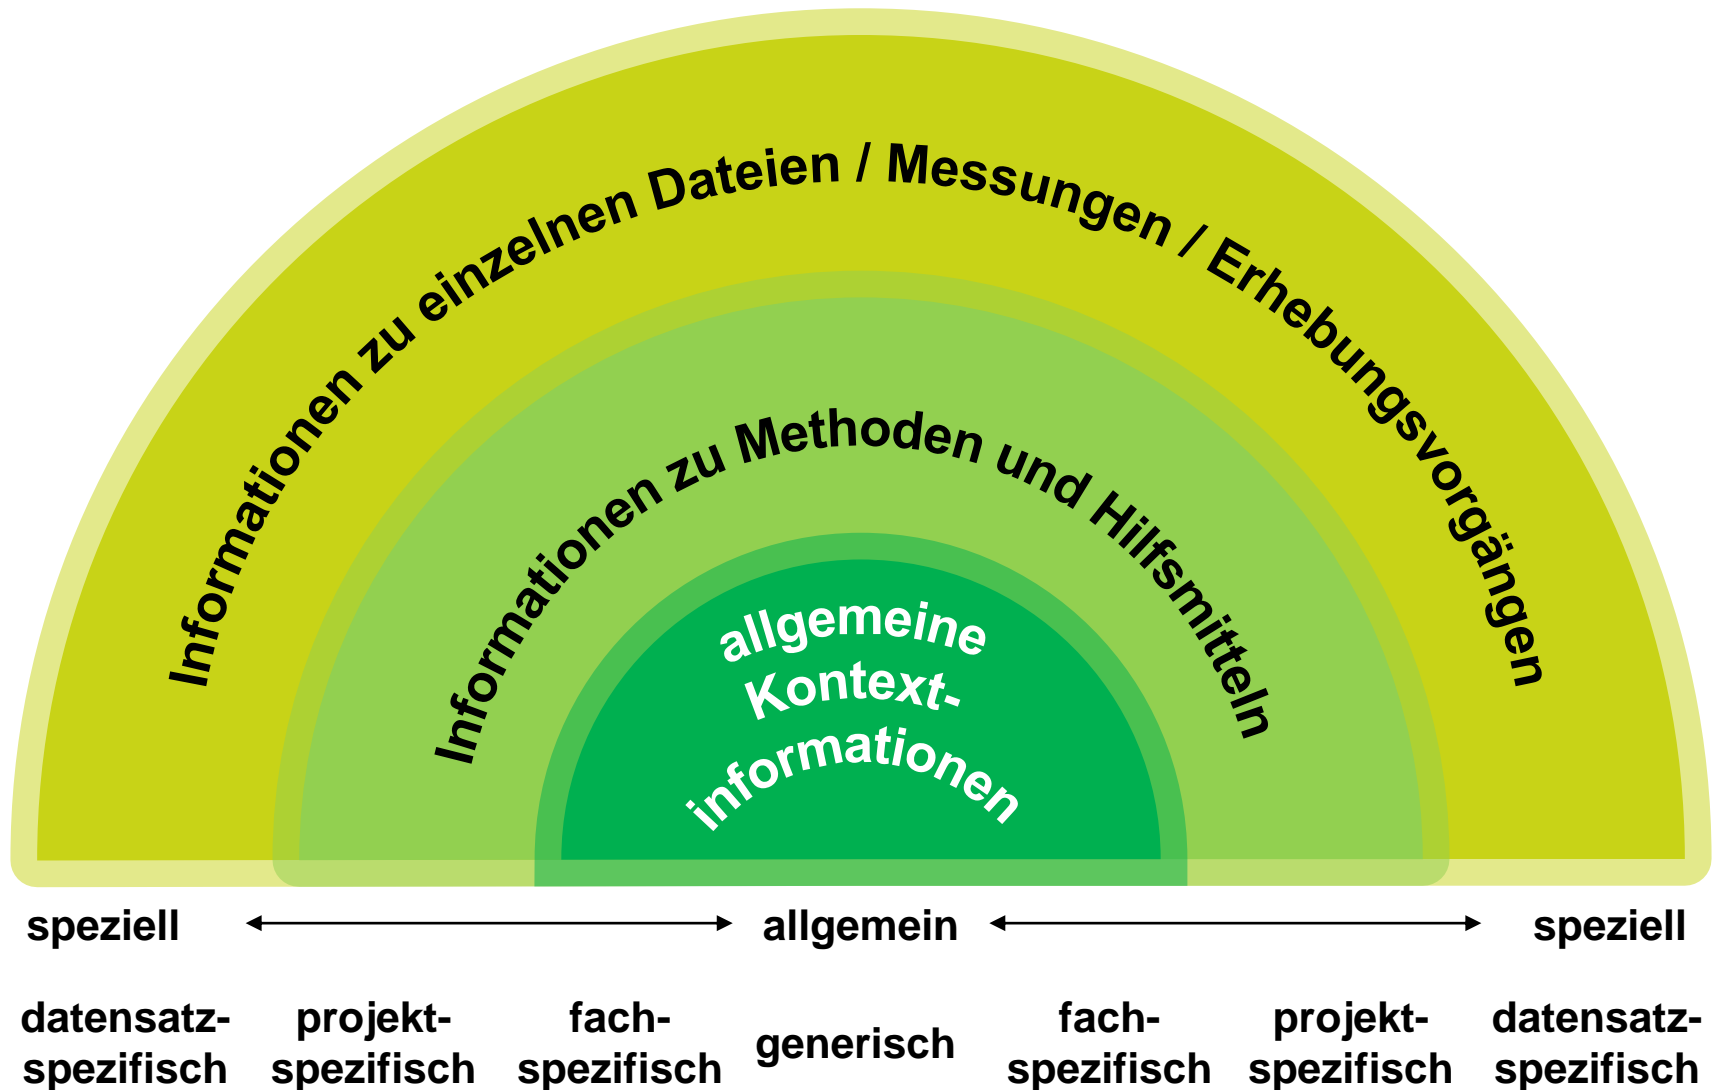 Informationen zu einzelnen Dateien / Messungen / Erhebungsvorgängen
Informationen zu Methoden und Hilfsmitteln
allgemeine
Kontext-
informationen
speziell allgemein speziell
datensatz- projekt- fach- generisch fach- projekt- datensatz-
spezifisch spezifisch spezifisch spezifisch spezifisch spezifisch